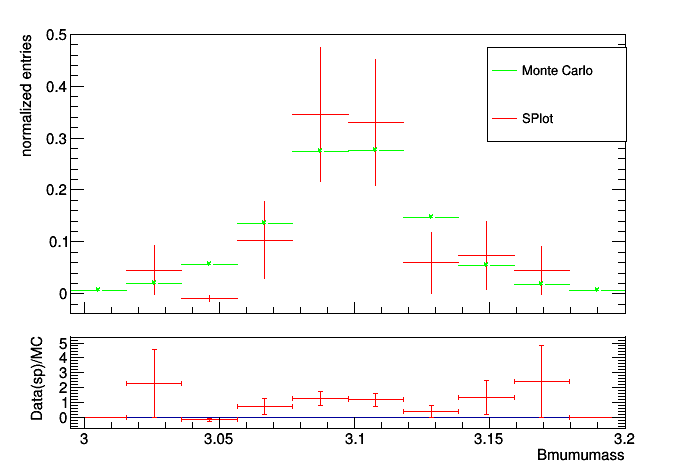 normalized entries
0.5
0.4
0.3
0.2
0.1
0
Monte Carlo
SPlot
Data(sp)/MC
5
4
3
2
1
0
3 3.05 3.1 3.15 3.2
Bmumumass